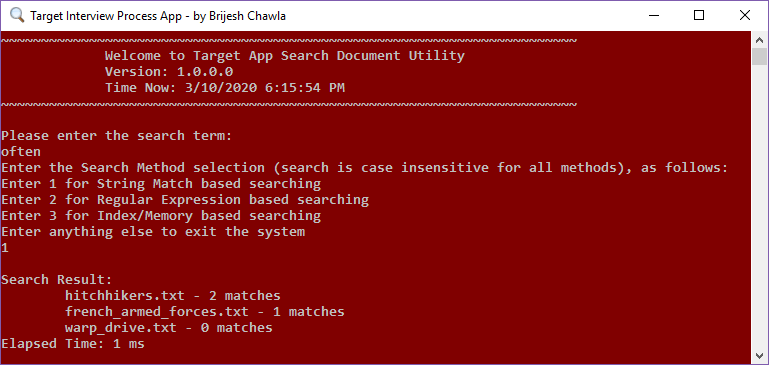 Target Interview Process App - by Brijesh Chawla
~~~~~~~~~~~~~~~~~~~~~~~~~~~~~~~~~~~~~~~~~~~~~~~~~~~~~~~~~~~~~~~~~~~~~~~~
Welcome to Target App Search Document Utility
Version: 1.0.0.0
Time Now: 3/10/2020 6:15:54 PM
~~~~~~~~~~~~~~~~~~~~~~~~~~~~~~~~~~~~~~~~~~~~~~~~~~~~~~~~~~~~~~~~~~~~~~~~
Please enter the search term:
often
Enter the Search Method selection (search is case insensitive for all methods), as follows:
Enter 1 for String Match based searching
Enter 2 for Regular Expression based searching
Enter 3 for Index/Memory based searching
Enter anything else to exit the system
1
Search Result:
hitchhikers.txt - 2 matches
french_armed_forces.txt - 1 matches
warp_drive.txt - 0 matches
Elapsed Time: 1 ms